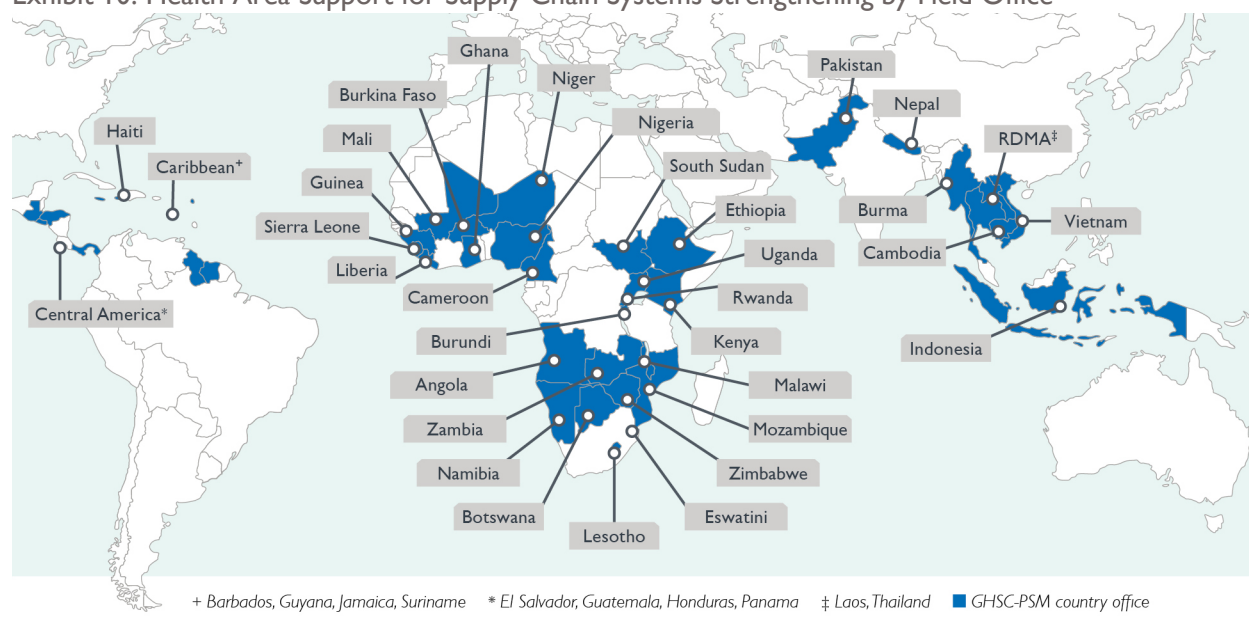 Exhibit 10. Health Area Support for Supply Chain Systems Strengthening by Field Office
Ghana
Pakistan
Niger
Burkina Faso
Nepal
Nigeria
Haiti
Mali
RDMA‡
Caribbean+
South Sudan
Guinea
Ethiopia
Burma
Vietnam
Sierra Leone
Cambodia
Uganda
Liberia
Cameroon
Rwanda
Central America*
Burundi
Kenya
Indonesia
Angola
Malawi
Zambia
Mozambique
Namibia
Zimbabwe
Botswana
Eswatini
Lesotho
+ Barbados, Guyana, Jamaica, Suriname * El Salvador, Guatemala, Honduras, Panama ‡ Laos, Thailand GHSC-PSM country office